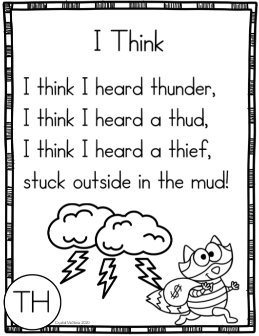 I Think
I think I heard thunder,
I think I heard a thud,
I think I heard a thief,
stuck outside in the mud!
$
TH